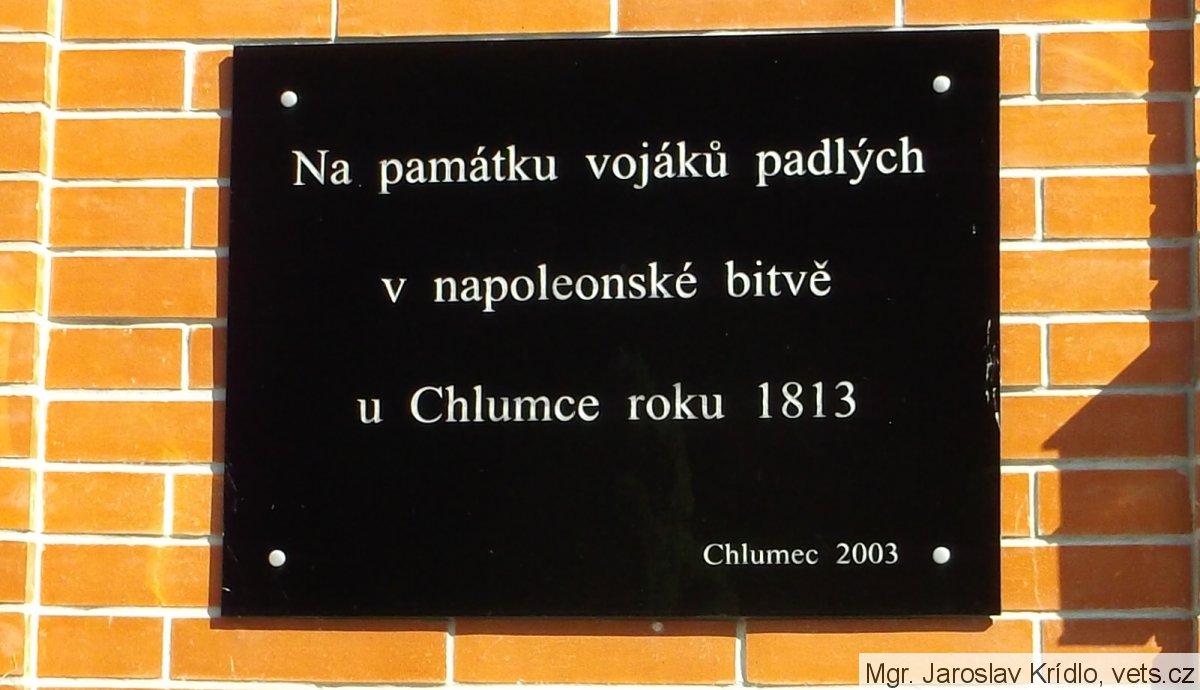 Na památku vojáků padlých
v napoleonské bitvě
u Chlumce roku 1813
Chlumec 2003
Mgr. Jaroslav Krídlo, vets.cz